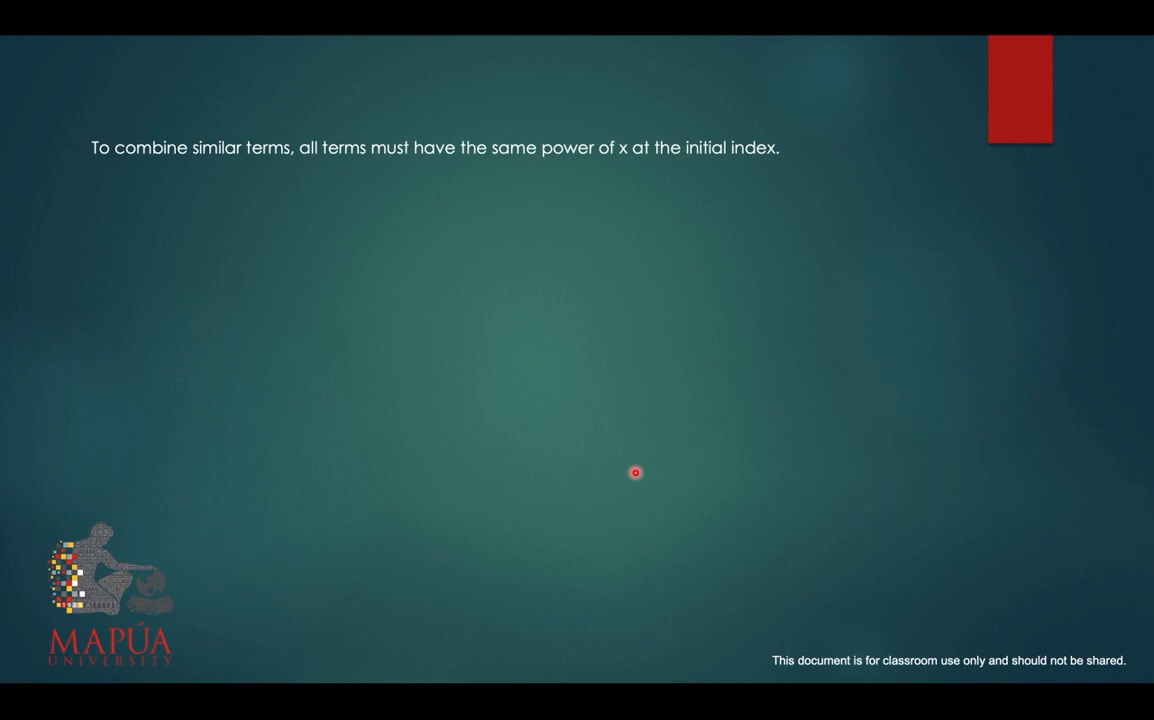 To combine similar terms, all terms must have the same power of x at the initial index.
MAPÚA
UNIVERSITY
This document is for classroom use only and should not be shared.